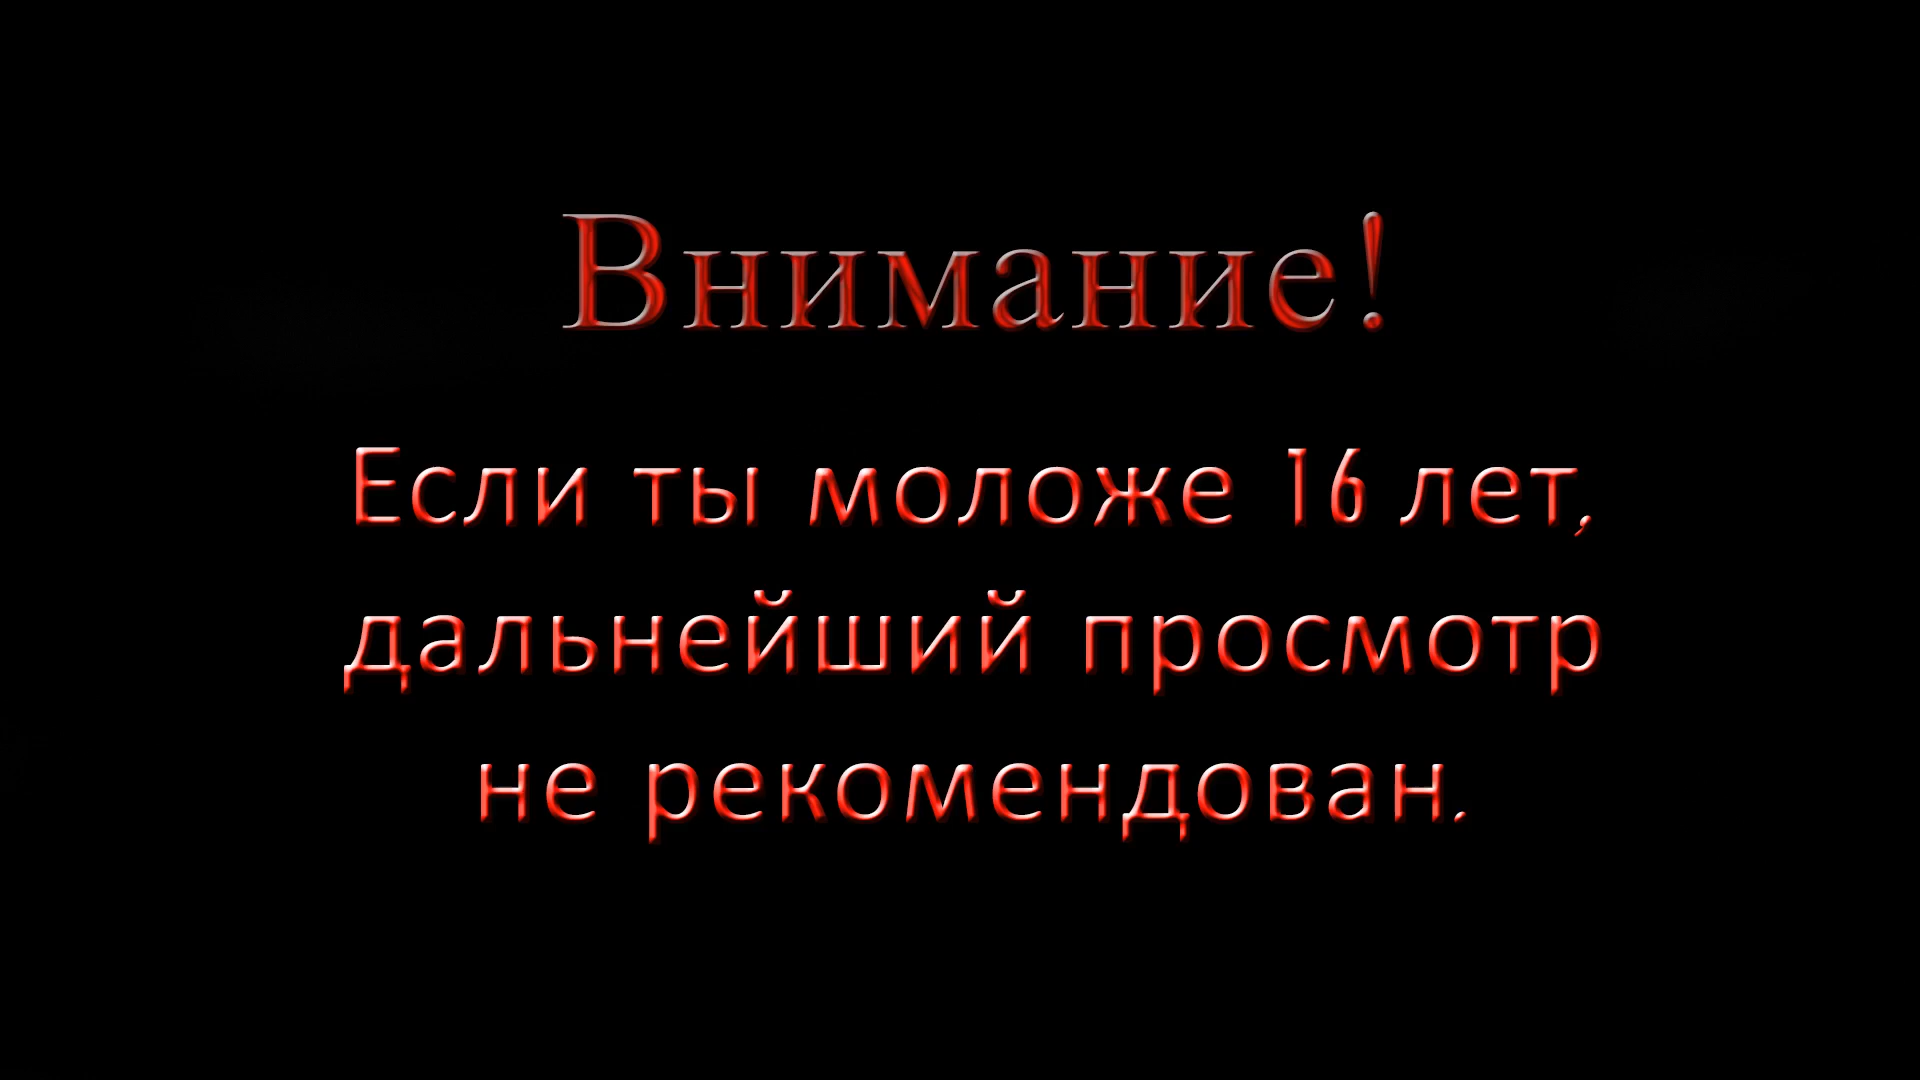 Внимание!
Если ты моложе 16 лет,
дальнейший просмотр
не рекомендован.